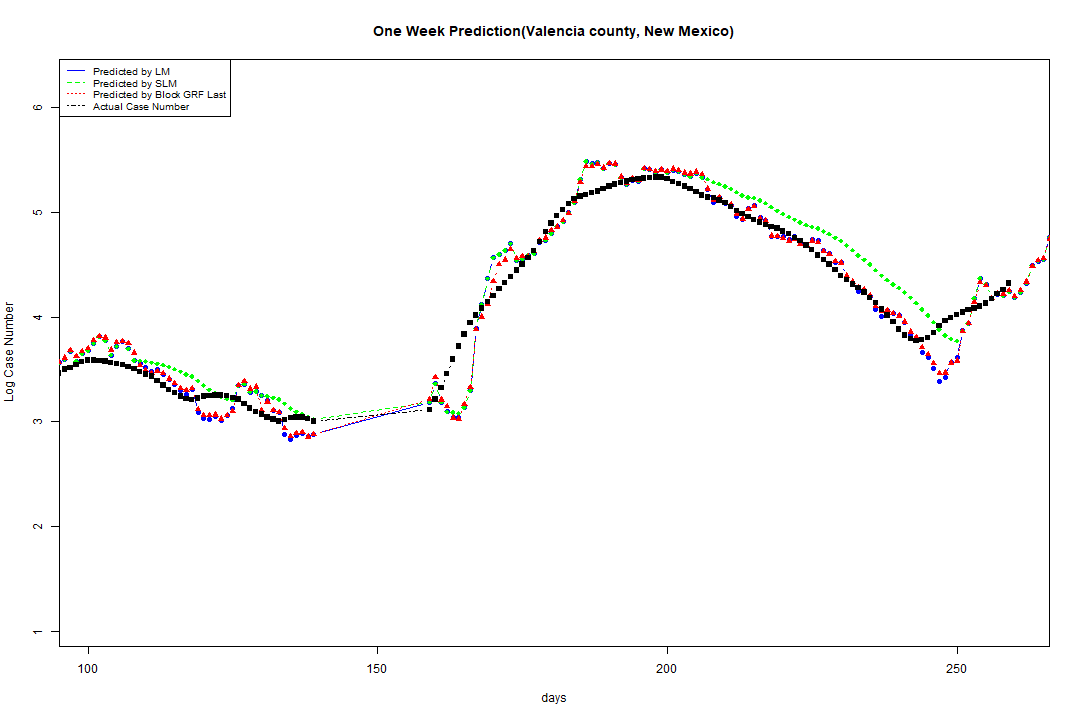 One Week Prediction(Valencia county, New Mexico)
Predicted by LM
Predicted by SLM
Predicted by Block GRF Last
Actual Case Number
6
5
4
3
2
1
Log Case Number
100 150 200 250
days